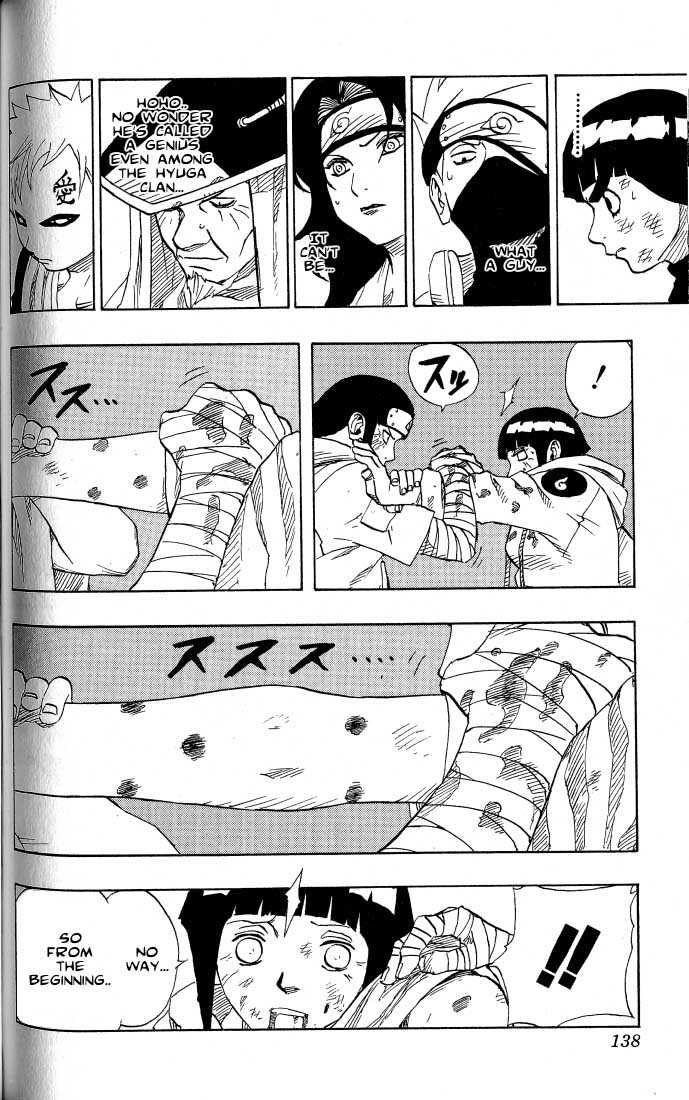 .........
WHAT
A GUY...
IT
CAN'T
BE...
HOHO..
NO WONDER
HE'S CALLED
A GENIUS
EVEN AMONG
THE HYUGA
CLAN...
愛
!
スッ
スス...
ススス....
!!
NO
WAY...
SO
FROM
THE
BEGINNING..
138